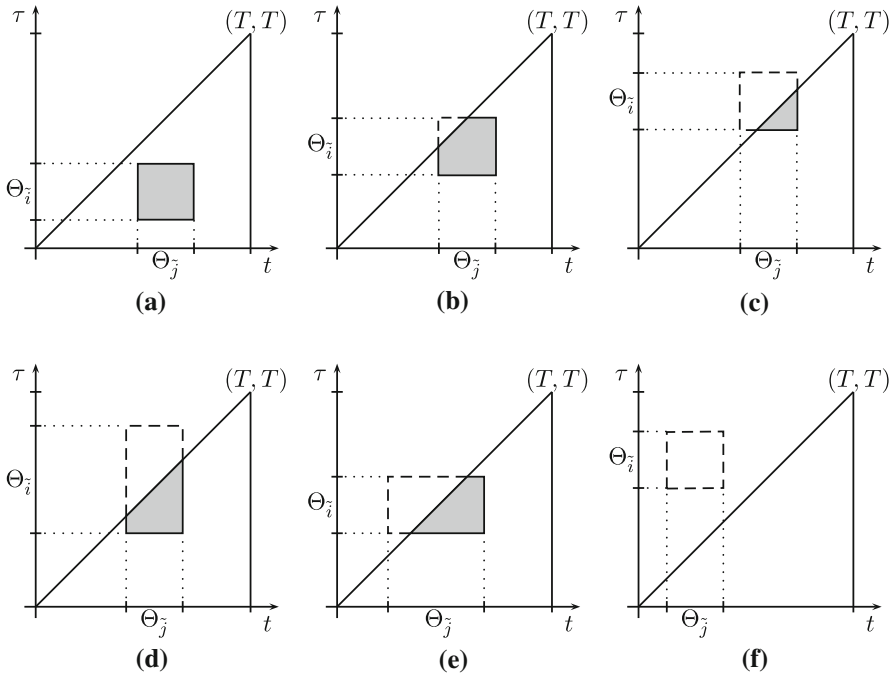 τ (T, T) τ (T, T) τ (T, T)
Θ_ĩ Θ_ĩ Θ_ĩ
Θ_j̃ t Θ_j̃ t Θ_j̃ t
(a) (b) (c)
τ (T, T) τ (T, T) τ (T, T)
Θ_ĩ Θ_ĩ Θ_ĩ
Θ_j̃ t Θ_j̃ t Θ_j̃ t
(d) (e) (f)